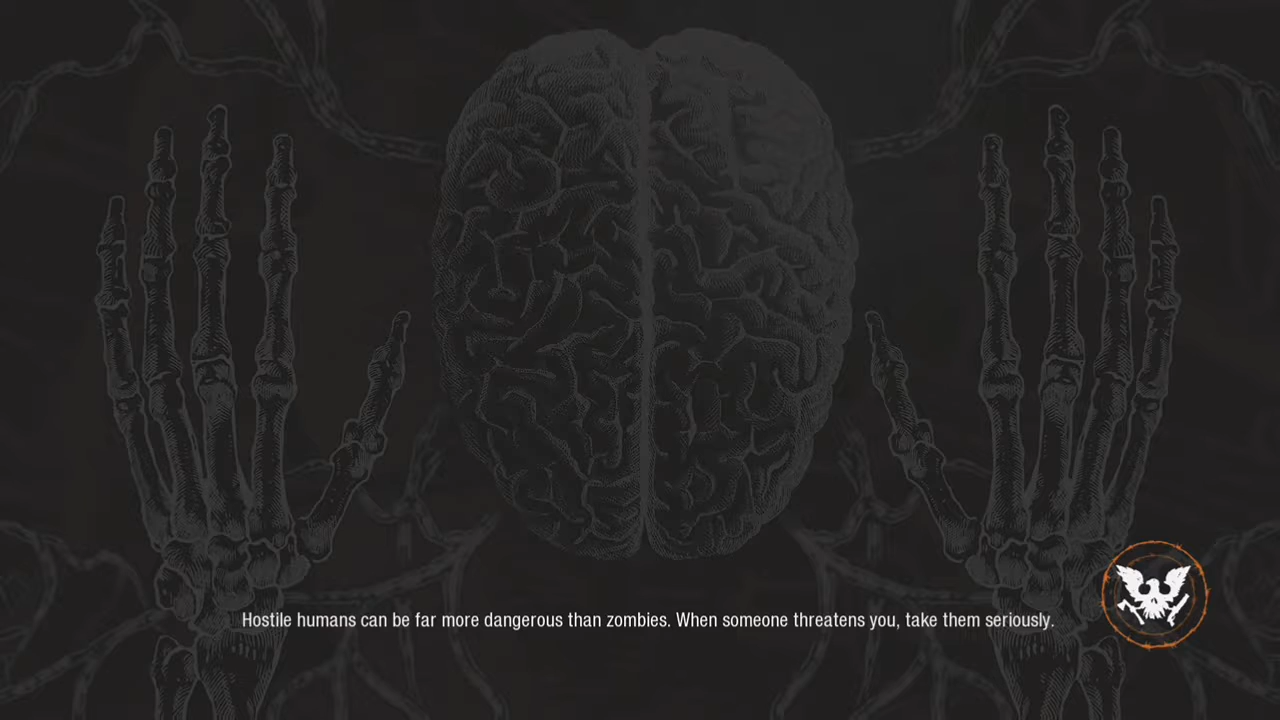 Hostile humans can be far more dangerous than zombies. When someone threatens you, take them seriously.